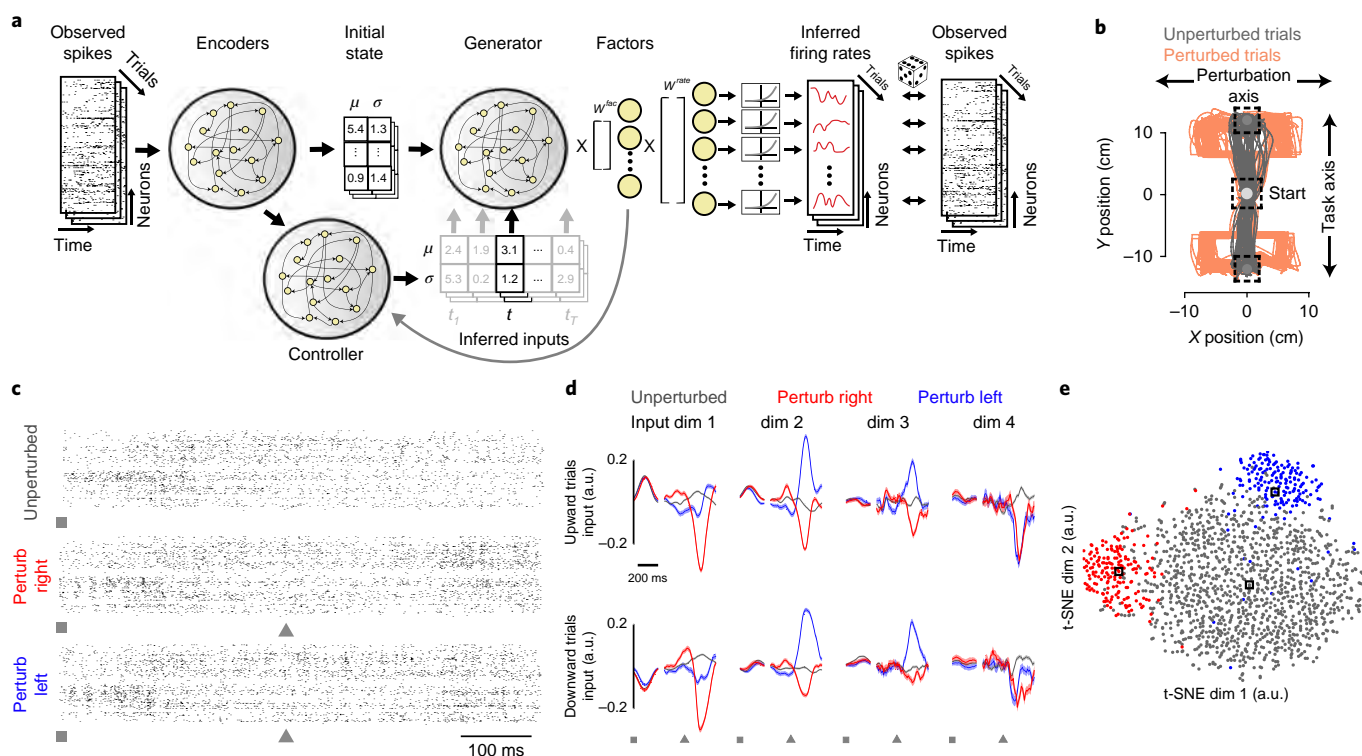 a
Observed spikes
Encoders
Initial state
Generator
Factors
Inferred firing rates
Observed spikes
Trials
Neurons
Time
μ σ
5.4 1.3
⋮ ⋮
0.9 1.4
X
W^fac
X
W^rate
Trials
Neurons
Time
Trials
Neurons
Time
Controller
μ 2.4 1.9 3.1 ... 0.4
σ 5.3 0.2 1.2 ... 2.9
t1 t tT
Inferred inputs
b
Unperturbed trials
Perturbed trials
Perturbation axis
Y position (cm)
10
0
−10
Start
Task axis
−10 0 10
X position (cm)
c
Unperturbed
Perturb right
Perturb left
100 ms
d
Unperturbed Perturb right Perturb left
Input dim 1 dim 2 dim 3 dim 4
Upward trials input (a.u.)
0.2
−0.2
200 ms
Downward trials input (a.u.)
0.2
−0.2
e
t-SNE dim 2 (a.u.)
t-SNE dim 1 (a.u.)